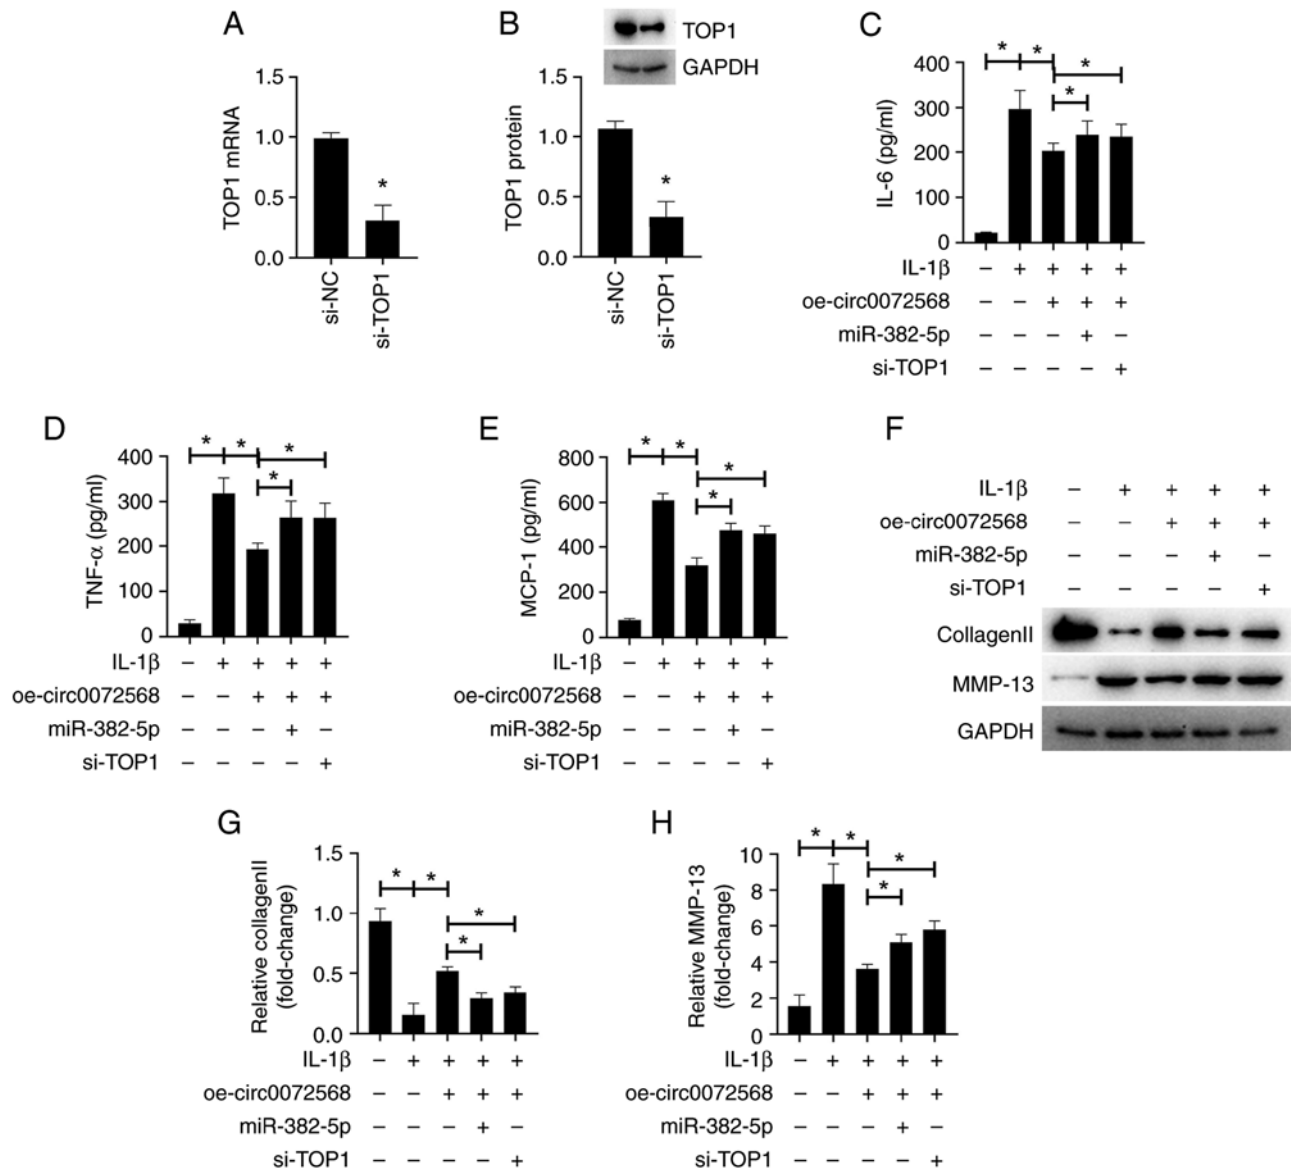 A
1.5
1.0
0.5
0.0
TOP1 mRNA
*
si-NC
si-TOP1
B
TOP1
GAPDH
1.5
1.0
0.5
0.0
TOP1 protein
*
si-NC
si-TOP1
C
* * * *
400
300
200
100
0
IL-6 (pg/ml)
IL-1β – + + + +
oe-circ0072568 – – + + +
miR-382-5p – – – + –
si-TOP1 – – – – +
D
* * * *
400
300
200
100
0
TNF-α (pg/ml)
IL-1β – + + + +
oe-circ0072568 – – + + +
miR-382-5p – – – + –
si-TOP1 – – – – +
E
* * * *
800
600
400
200
0
MCP-1 (pg/ml)
IL-1β – + + + +
oe-circ0072568 – – + + +
miR-382-5p – – – + –
si-TOP1 – – – – +
F
IL-1β – + + + +
oe-circ0072568 – – + + +
miR-382-5p – – – + –
si-TOP1 – – – – +
CollagenII
MMP-13
GAPDH
G
* * * *
1.5
1.0
0.5
0.0
Relative collagenII
(fold-change)
IL-1β – + + + +
oe-circ0072568 – – + + +
miR-382-5p – – – + –
si-TOP1 – – – – +
H
* * * *
10
8
6
4
2
0
Relative MMP-13
(fold-change)
IL-1β – + + + +
oe-circ0072568 – – + + +
miR-382-5p – – – + –
si-TOP1 – – – – +